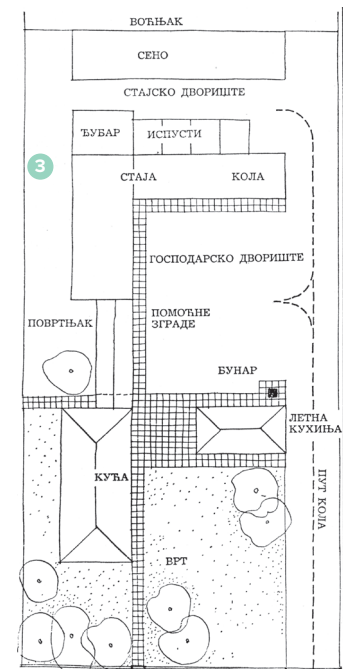 ВОЋЊАК
СЕНО
СТАЈСКО ДВОРИШТЕ
ЂУБАР
ИСПУСТИ
3
СТАЈА
КОЛА
ГОСПОДАРСКО ДВОРИШТЕ
ПОМОЋНЕ
ЗГРАДЕ
ПОВРТЊАК
БУНАР
ЛЕТНА
КУХИЊА
КУЋА
ПУТ КОЛА
ВРТ